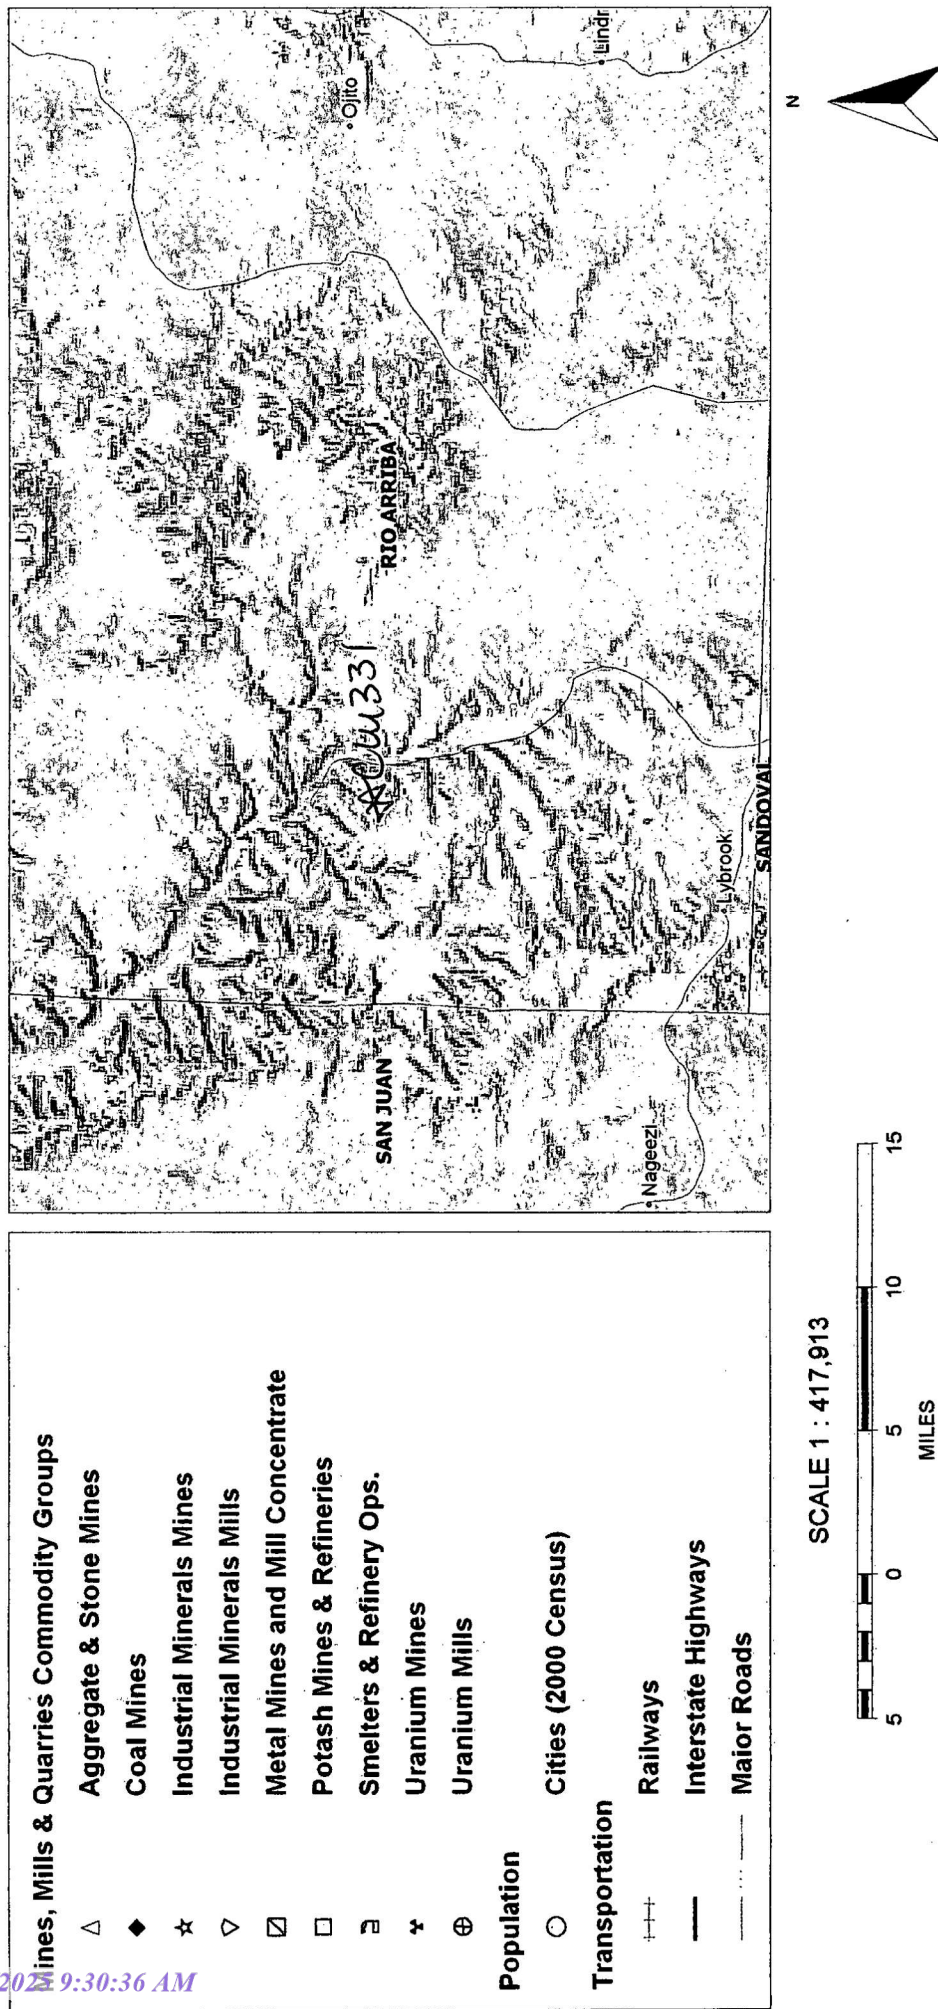 Mines, Mills & Quarries Commodity Groups
Aggregate & Stone Mines
Coal Mines
Industrial Minerals Mines
Industrial Minerals Mills
Metal Mines and Mill Concentrate
Potash Mines & Refineries
Smelters & Refinery Ops.
Uranium Mines
Uranium Mills
Population
Cities (2000 Census)
Transportation
Railways
Interstate Highways
Major Roads
SAN JUAN
RIO ARRIBA
SANDOVAL
Nageezi
Lybrook
Ojito
Lindr
N
SCALE 1 : 417,913
5 0 5 10 15
MILES
9:30:36 AM